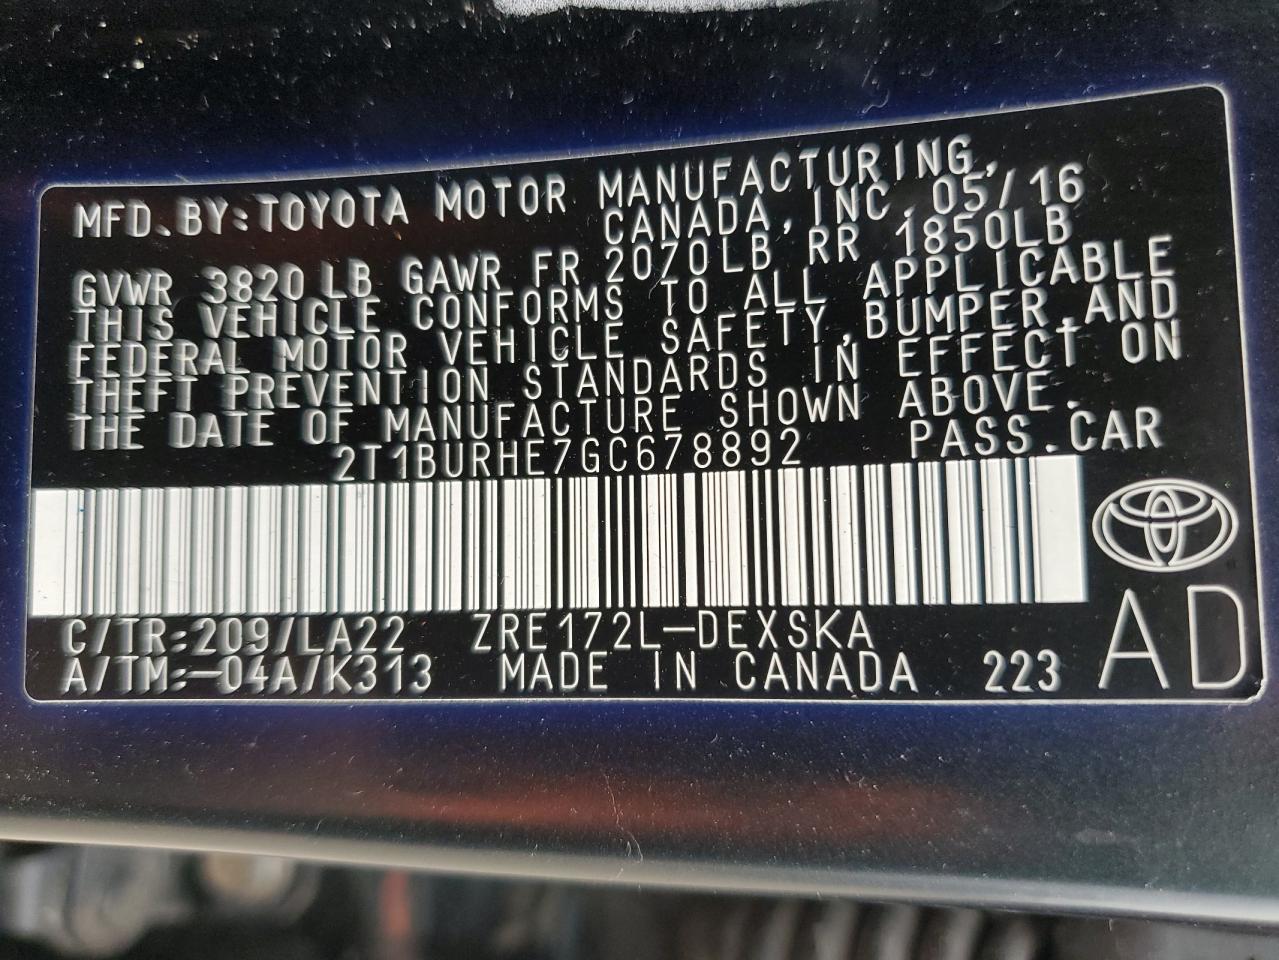 MFD.BY:TOYOTA MOTOR MANUFACTURING,
CANADA, INC. 05/16
GVWR 3820 LB GAWR FR 2070LB RR 1850LB
THIS VEHICLE CONFORMS TO ALL APPLICABLE
FEDERAL MOTOR VEHICLE SAFETY,BUMPER,AND
THEFT PREVENTION STANDARDS IN EFFECT ON
THE DATE OF MANUFACTURE SHOWN ABOVE.
2T1BURHE7GC678892 PASS.CAR
C/TR:209/LA22 ZRE172L-DEXSKA
A/TM:-04A/K313 MADE IN CANADA 223 AD